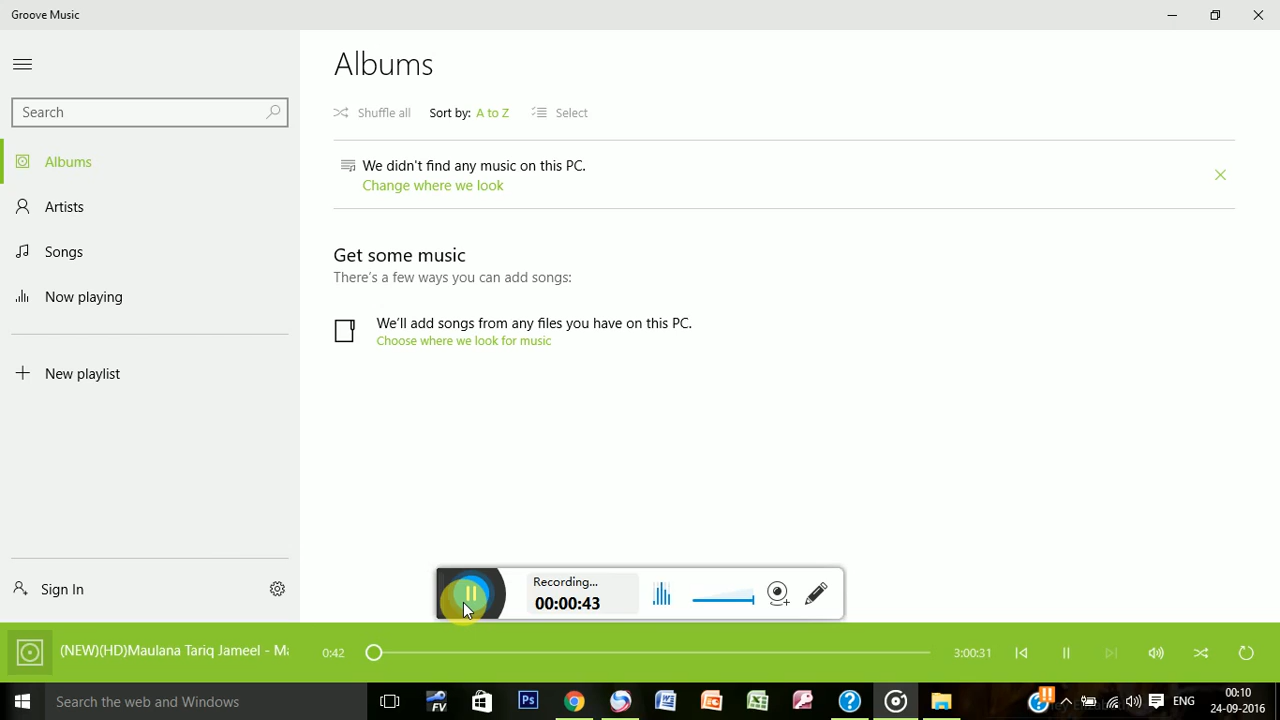 Groove Music
Search
Albums
Artists
Songs
Now playing
New playlist
Sign In
Albums
Shuffle all Sort by: A to Z Select
We didn't find any music on this PC.
Change where we look
Get some music
There's a few ways you can add songs:
We'll add songs from any files you have on this PC.
Choose where we look for music
Recording...
00:00:43
(NEW)(HD)Maulana Tariq Jameel - Ma
0:42 3:00:31
Search the web and Windows
FV
Ps
ENG
00:10
24-09-2016